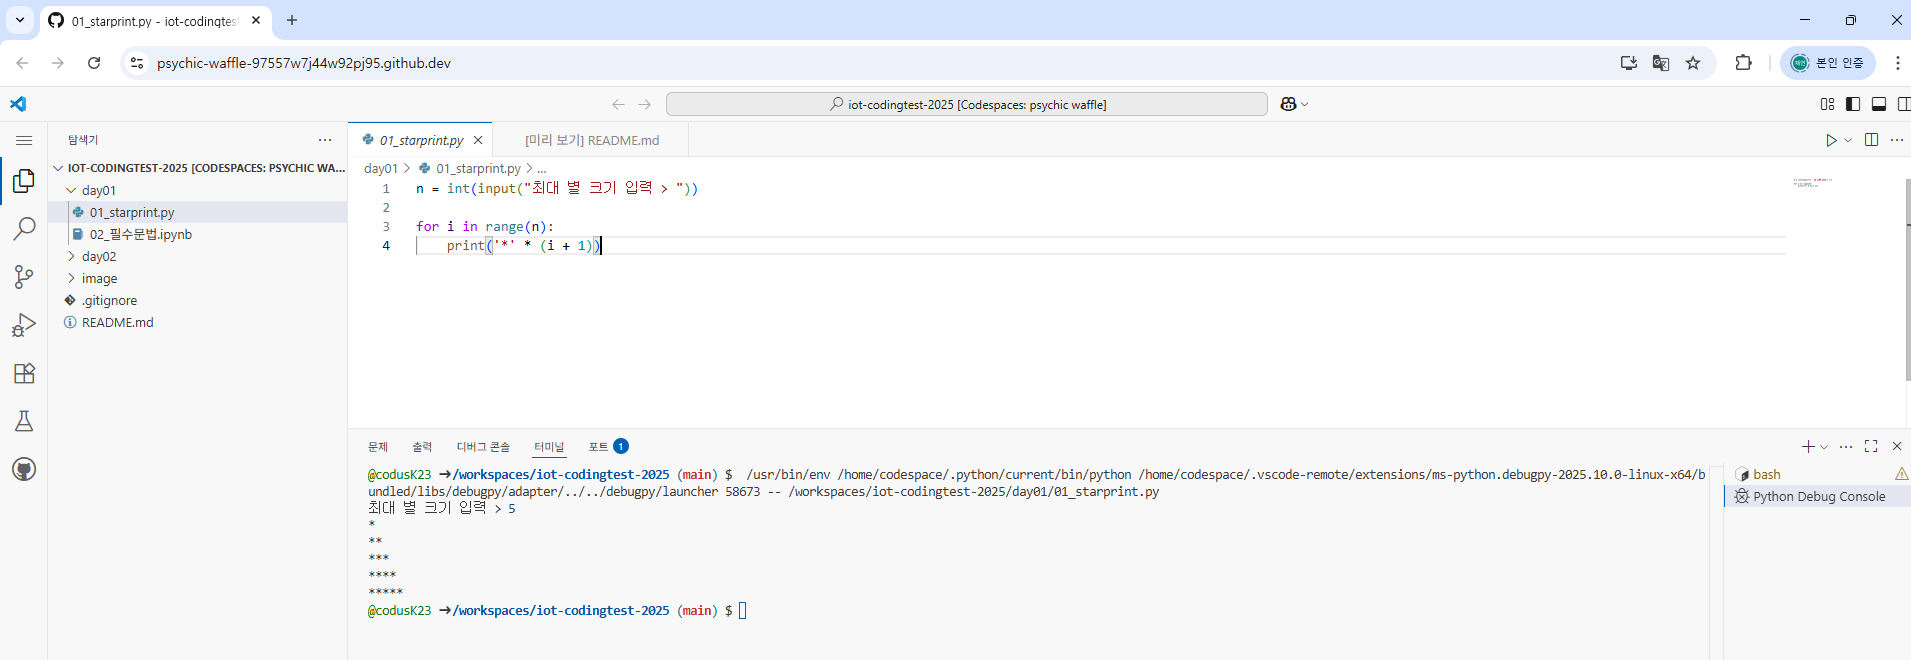 01_starprint.py - iot-codingtest
psychic-waffle-97557w7j44w92pj95.github.dev
본인 인증
iot-codingtest-2025 [Codespaces: psychic waffle]
탐색기
IOT-CODINGTEST-2025 [CODESPACES: PSYCHIC WA...
day01
01_starprint.py
02_필수문법.ipynb
day02
image
.gitignore
README.md
01_starprint.py
[미리 보기] README.md
day01 > 01_starprint.py > ...
1 n = int(input("최대 별 크기 입력 > "))
2
3 for i in range(n):
4 print('*' * (i + 1))
문제 출력 디버그 콘솔 터미널 포트 1
@codusK23 ➜/workspaces/iot-codingtest-2025 (main) $ /usr/bin/env /home/codespace/.python/current/bin/python /home/codespace/.vscode-remote/extensions/ms-python.debugpy-2025.10.0-linux-x64/b
undled/libs/debugpy/adapter/../../debugpy/launcher 58673 -- /workspaces/iot-codingtest-2025/day01/01_starprint.py
최대 별 크기 입력 > 5
*
**
***
****
*****
@codusK23 ➜/workspaces/iot-codingtest-2025 (main) $
bash
Python Debug Console